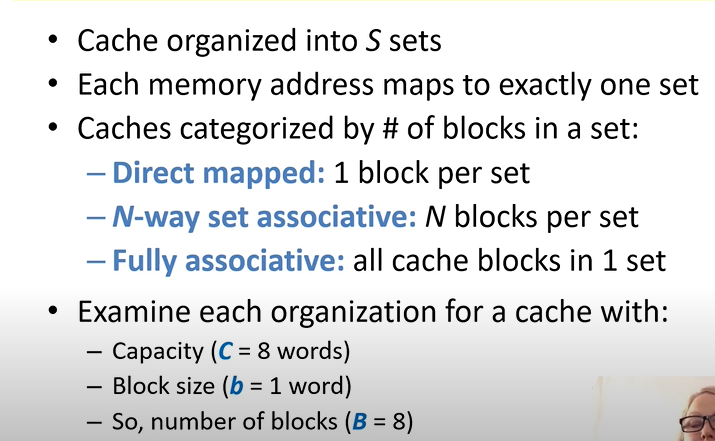 • Cache organized into S sets
• Each memory address maps to exactly one set
• Caches categorized by # of blocks in a set:
– Direct mapped: 1 block per set
– N-way set associative: N blocks per set
– Fully associative: all cache blocks in 1 set
• Examine each organization for a cache with:
– Capacity (C = 8 words)
– Block size (b = 1 word)
– So, number of blocks (B = 8)